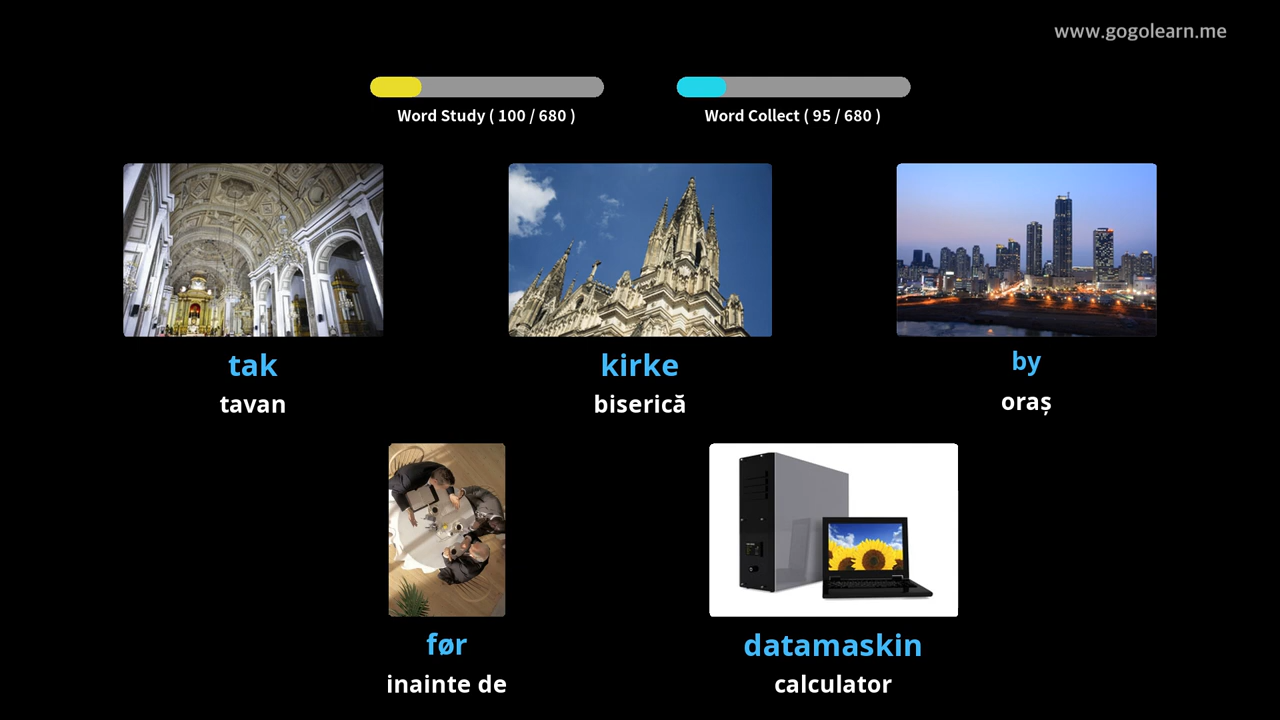 www.gogolearn.me
Word Study ( 100 / 680 )
Word Collect ( 95 / 680 )
tak
tavan
kirke
biserică
by
oraș
før
inainte de
datamaskin
calculator